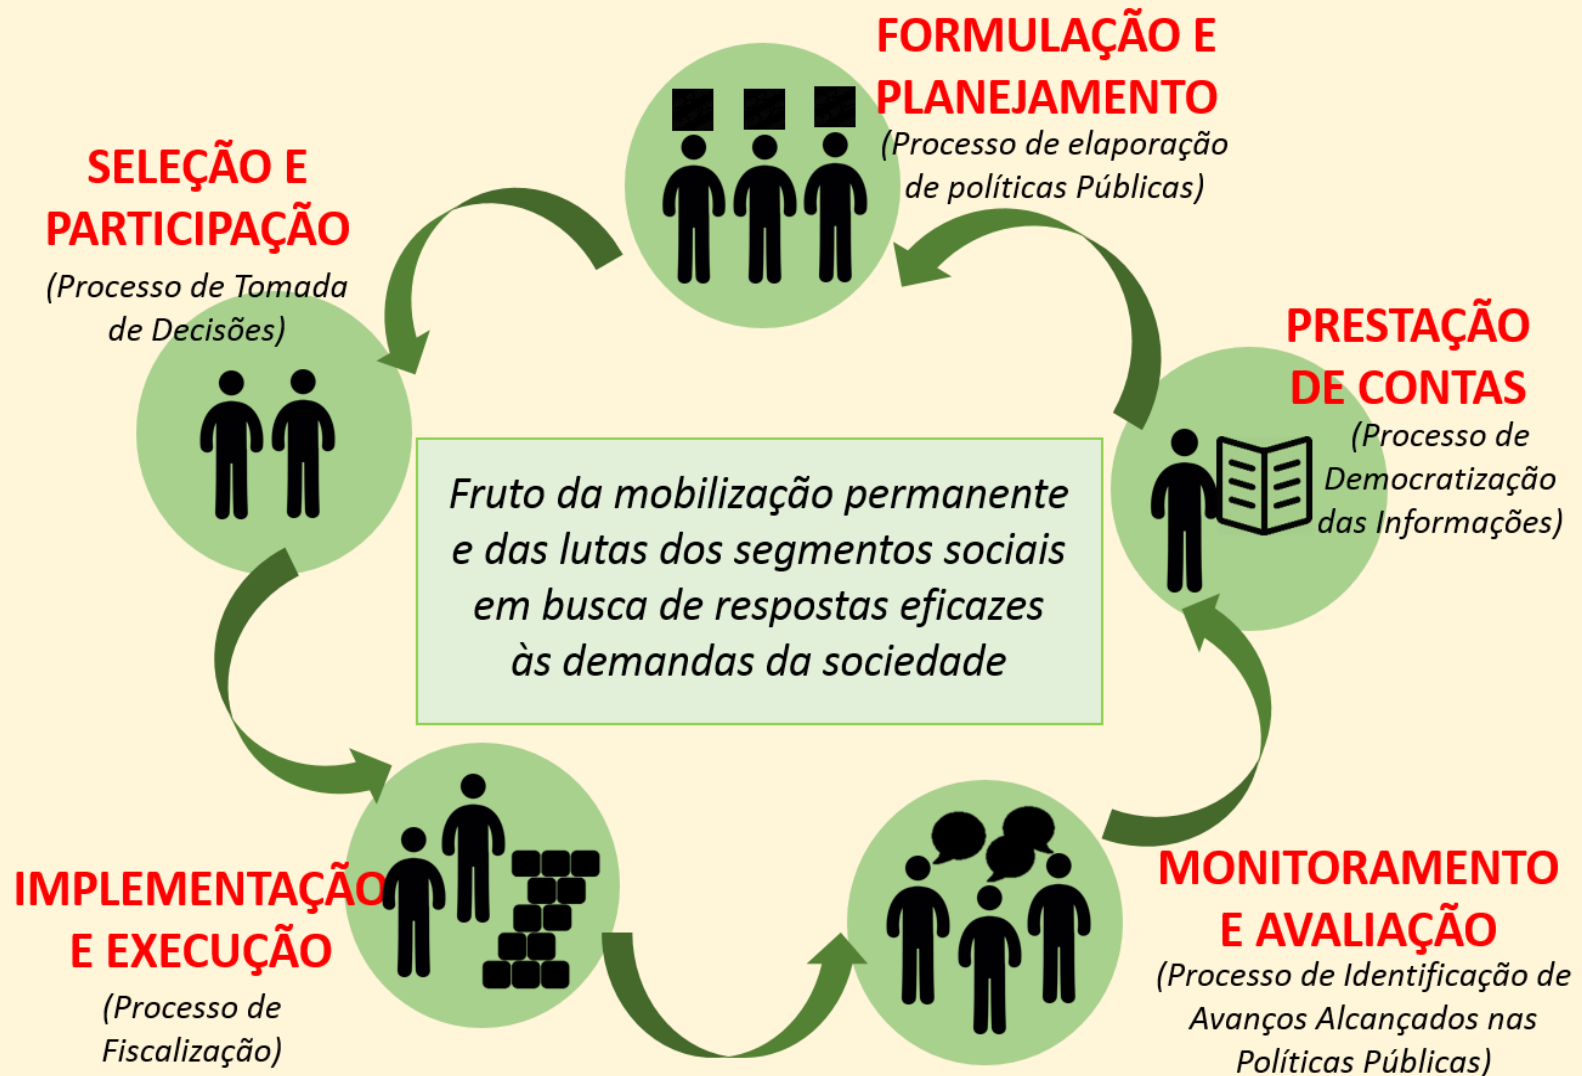 FORMULAÇÃO E
PLANEJAMENTO
(Processo de elaporação
de políticas Públicas)
SELEÇÃO E
PARTICIPAÇÃO
(Processo de Tomada
de Decisões)
PRESTAÇÃO
DE CONTAS
(Processo de
Democratização
das Informações)
Fruto da mobilização permanente
e das lutas dos segmentos sociais
em busca de respostas eficazes
às demandas da sociedade
IMPLEMENTAÇÃO
E EXECUÇÃO
(Processo de
Fiscalização)
MONITORAMENTO
E AVALIAÇÃO
(Processo de Identificação de
Avanços Alcançados nas
Políticas Públicas)